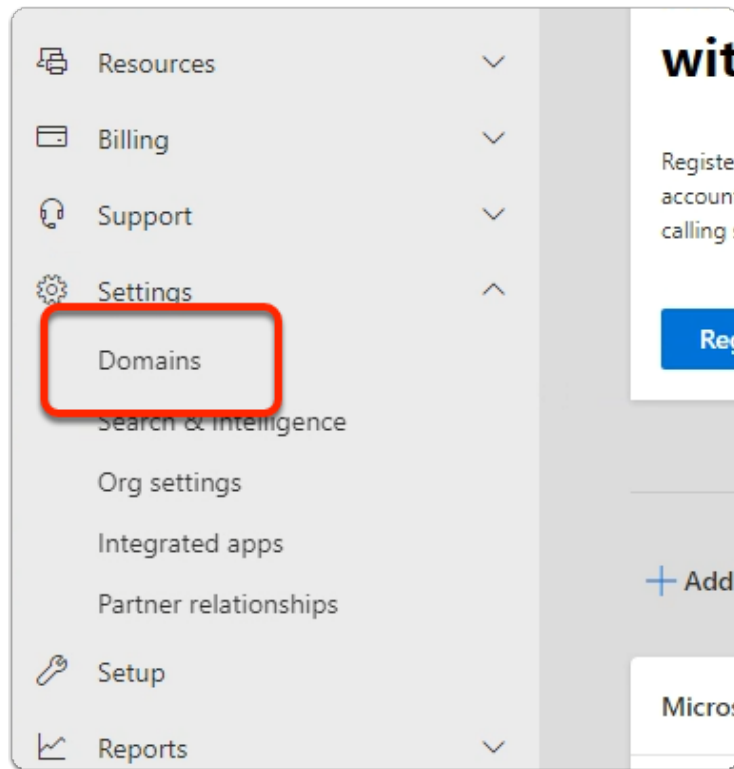 Resources
Billing
Support
Settings
Domains
Search & Intelligence
Org settings
Integrated apps
Partner relationships
Setup
Reports
wit
Registe
accoun
calling
Reg
Add
Micros